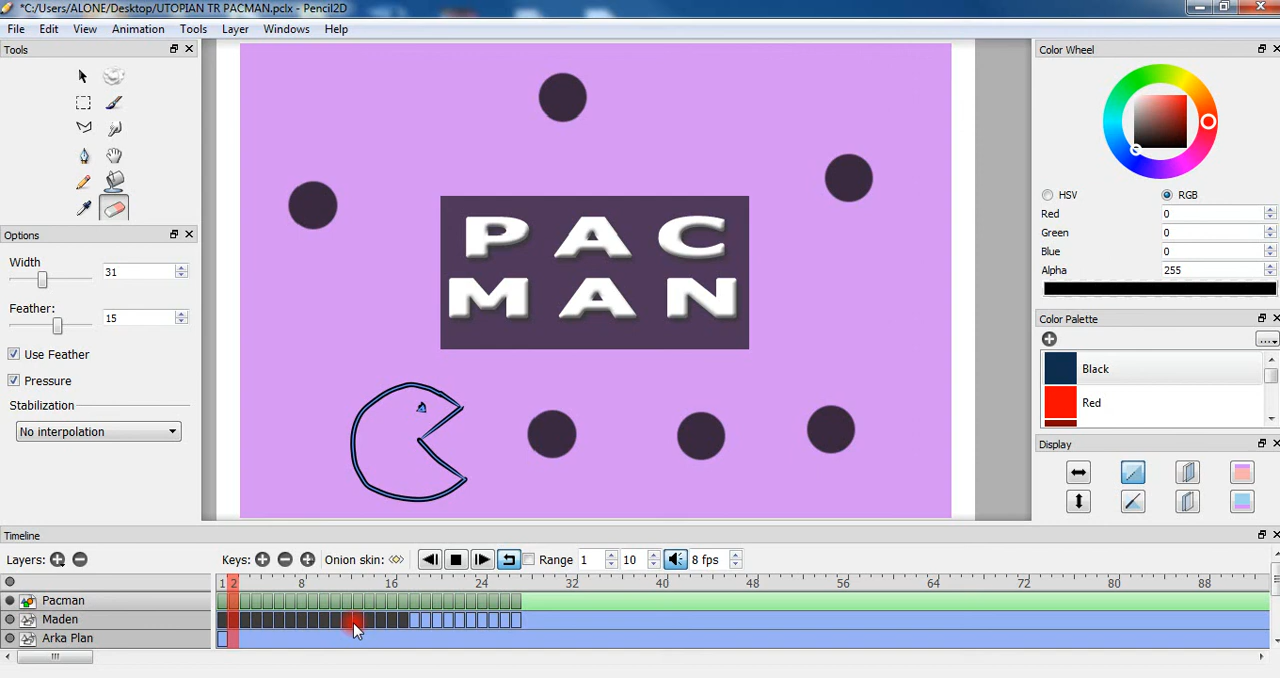 *C:/Users/ALONE/Desktop/UTOPIAN TR PACMAN.pclx - Pencil2D
File Edit View Animation Tools Layer Windows Help
Tools
Options
Width
31
Feather:
15
Use Feather
Pressure
Stabilization
No interpolation
PAC
MAN
Color Wheel
HSV RGB
Red 0
Green 0
Blue 0
Alpha 255
Color Palette
Black
Red
Display
Timeline
Layers: Keys: Onion skin: Range 1 10 8 fps
1 2 8 16 24 32 40 48 56 64 72 80 88
Pacman
Maden
Arka Plan